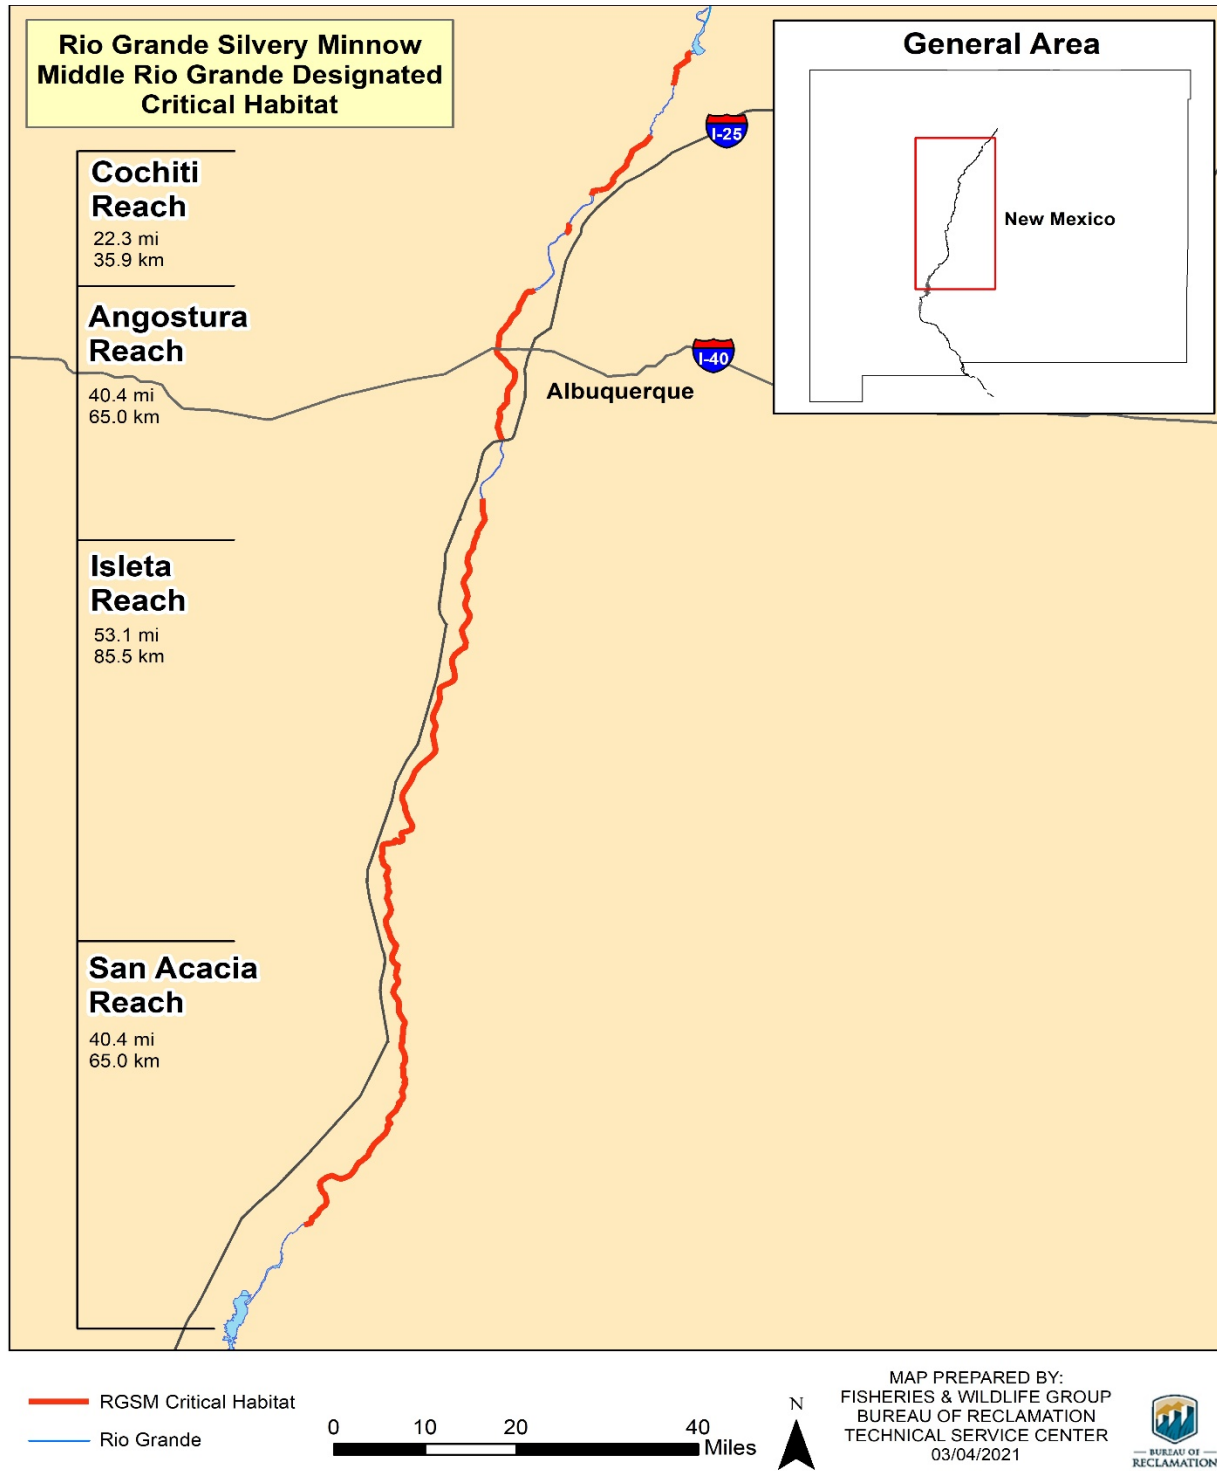 Rio Grande Silvery Minnow
Middle Rio Grande Designated
Critical Habitat
General Area
New Mexico
I-25
Cochiti
Reach
22.3 mi
35.9 km
Angostura
Reach
40.4 mi
65.0 km
I-40
Albuquerque
Isleta
Reach
53.1 mi
85.5 km
San Acacia
Reach
40.4 mi
65.0 km
RGSM Critical Habitat
Rio Grande
0 10 20 40
Miles
N
MAP PREPARED BY:
FISHERIES & WILDLIFE GROUP
BUREAU OF RECLAMATION
TECHNICAL SERVICE CENTER
03/04/2021
BUREAU OF
RECLAMATION